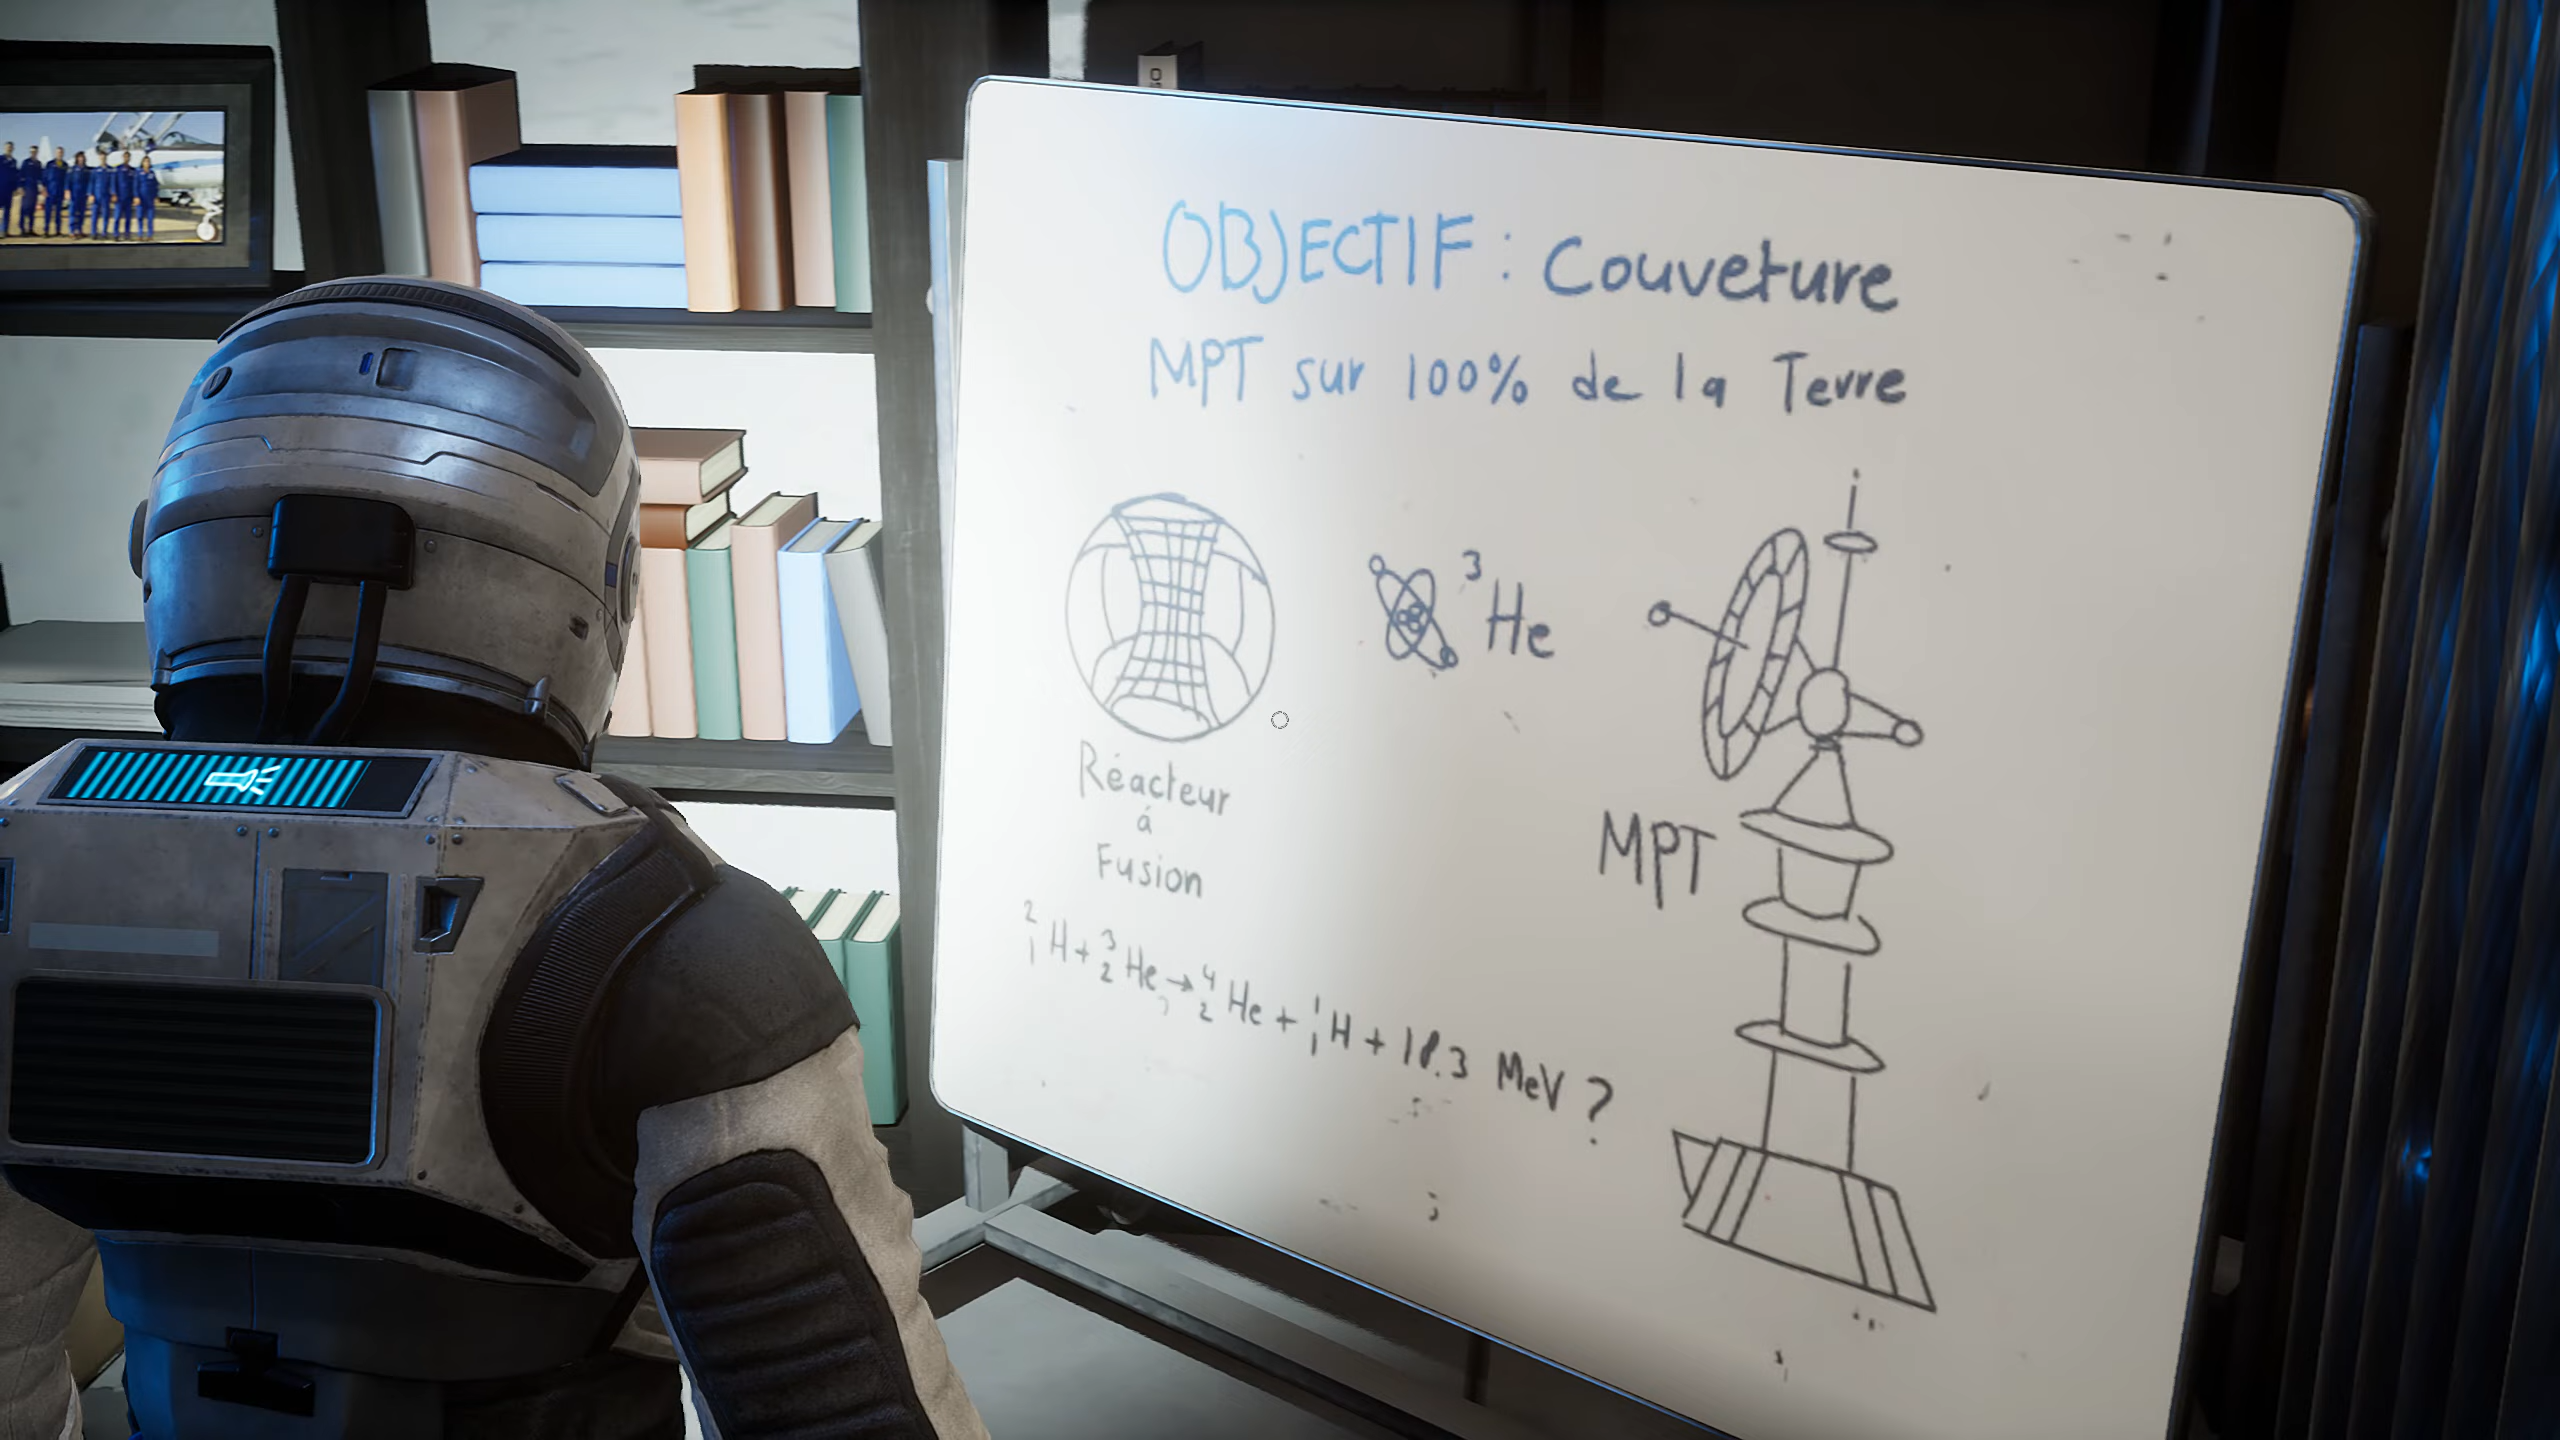 OBJECTIF : Couveture
MPT sur 100% de la Terre
³He
Réacteur
á
Fusion
MPT
²₁H + ³₂He → ⁴₂He + ¹₁H + 18.3 MeV ?